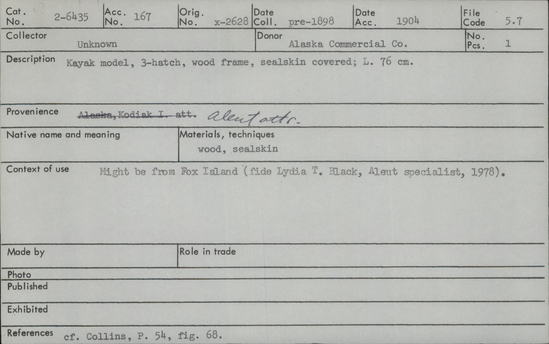 Cat. No. 2-6435 Acc. No. 167 Orig. No. x-2628 Date Coll. pre-1898 Date Acc. 1904 File Code 5.7
Collector Unknown Donor Alaska Commercial Co. No. Pcs. 1
Description Kayak model, 3-hatch, wood frame, sealskin covered; L. 76 cm.
Provenience Alaska, Kodiak I. att. Aleut attr.
Native name and meaning Materials, techniques
wood, sealskin
Context of use Might be from Fox Island (fide Lydia T. Black, Aleut specialist, 1978).
Made by Role in trade
Photo
Published
Exhibited
References cf. Collins, P. 54, fig. 68.